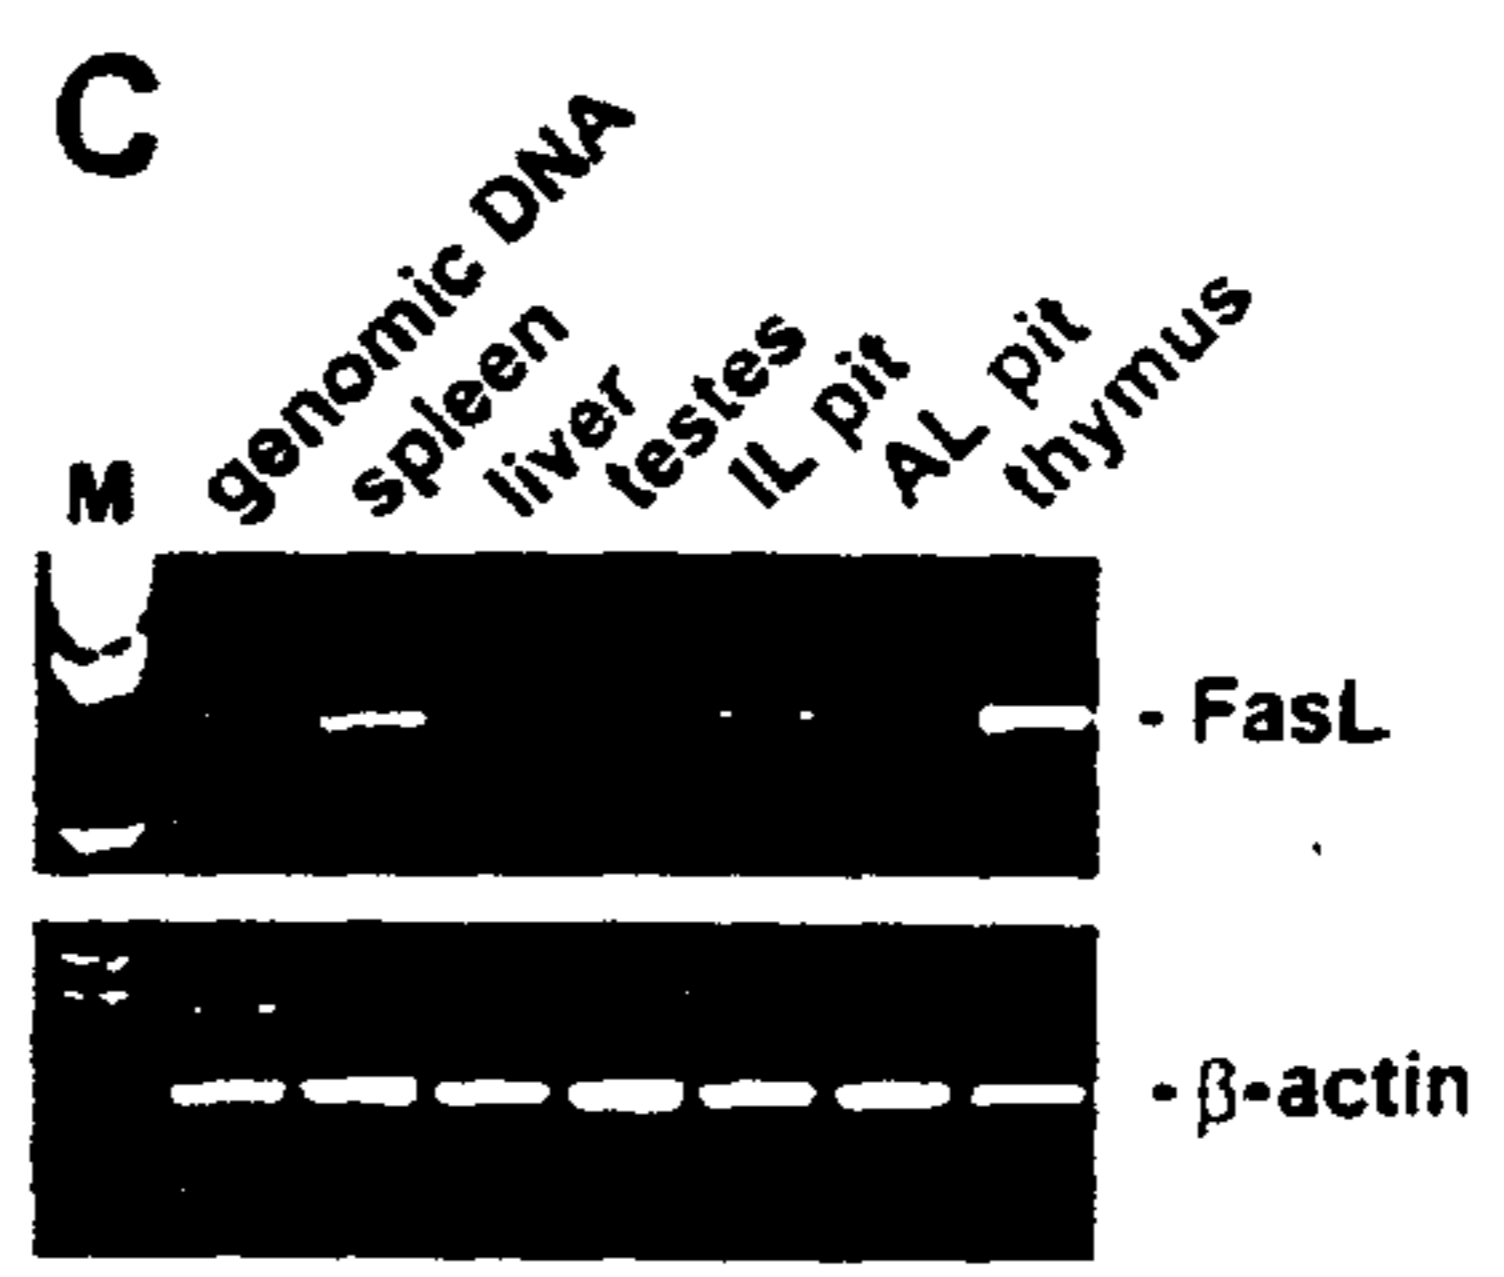 C
M
genomic DNA
spleen
liver
testes
IL pit
AL pit
thymus
- FasL
- β-actin